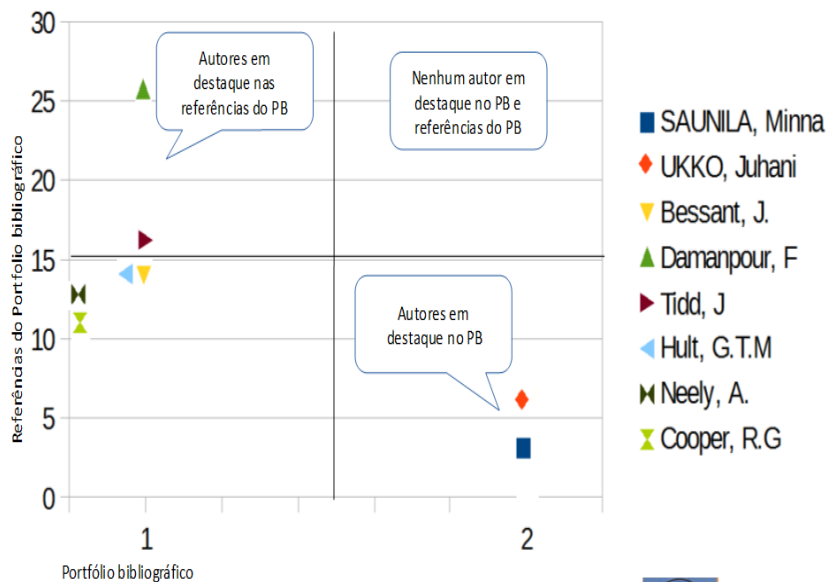 30
25
20
15
10
5
0
Referências do Portfolio bibliográfico
Autores em
destaque nas
referências do PB
Nenhum autor em
destaque no PB e
referências do PB
Autores em
destaque no PB
1
2
Portfólio bibliográfico
SAUNILA, Minna
UKKO, Juhani
Bessant, J.
Damanpour, F
Tidd, J
Hult, G.T.M
Neely, A.
Cooper, R.G